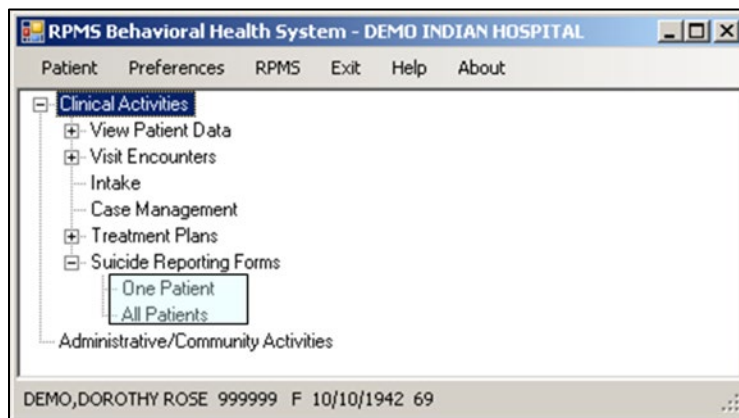 RPMS Behavioral Health System - DEMO INDIAN HOSPITAL
Patient Preferences RPMS Exit Help About
Clinical Activities
View Patient Data
Visit Encounters
Intake
Case Management
Treatment Plans
Suicide Reporting Forms
One Patient
All Patients
Administrative/Community Activities
DEMO,DOROTHY ROSE 999999 F 10/10/1942 69